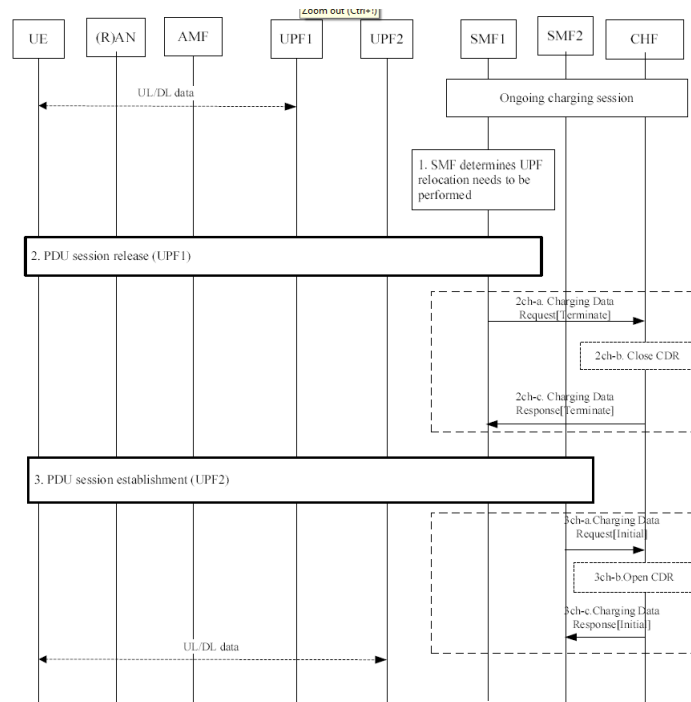 Zoom out (Ctrl+!)
UE
(R)AN
AMF
UPF1
UPF2
SMF1
SMF2
CHF
UL/DL data
Ongoing charging session
1. SMF determines UPF
relocation needs to be
performed
2. PDU session release (UPF1)
2ch-a. Charging Data
Request[Terminate]
2ch-b. Close CDR
2ch-c. Charging Data
Response[Terminate]
3. PDU session establishment (UPF2)
3ch-a.Charging Data
Request[Initial]
3ch-b.Open CDR
3ch-c.Charging Data
Response[Initial]
UL/DL data